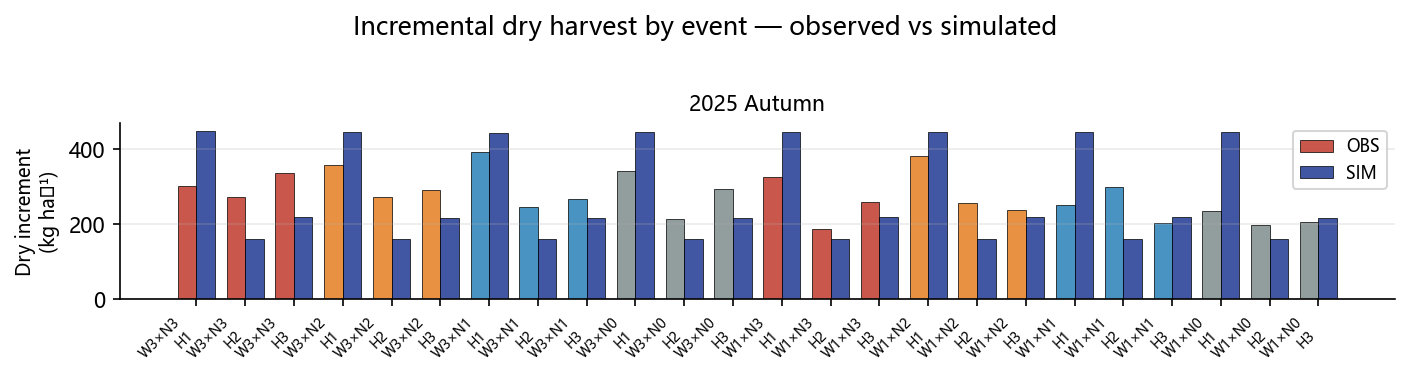 Incremental dry harvest by event — observed vs simulated
2025 Autumn
Dry increment
(kg ha□¹)
400
200
0
OBS
SIM
W3×N3
H1
W3×N3
H2
W3×N3
H3
W3×N2
H1
W3×N2
H2
W3×N2
H3
W3×N1
H1
W3×N1
H2
W3×N1
H3
W3×N0
H1
W3×N0
H2
W3×N0
H3
W1×N3
H1
W1×N3
H2
W1×N3
H3
W1×N2
H1
W1×N2
H2
W1×N2
H3
W1×N1
H1
W1×N1
H2
W1×N1
H3
W1×N0
H1
W1×N0
H2
W1×N0
H3